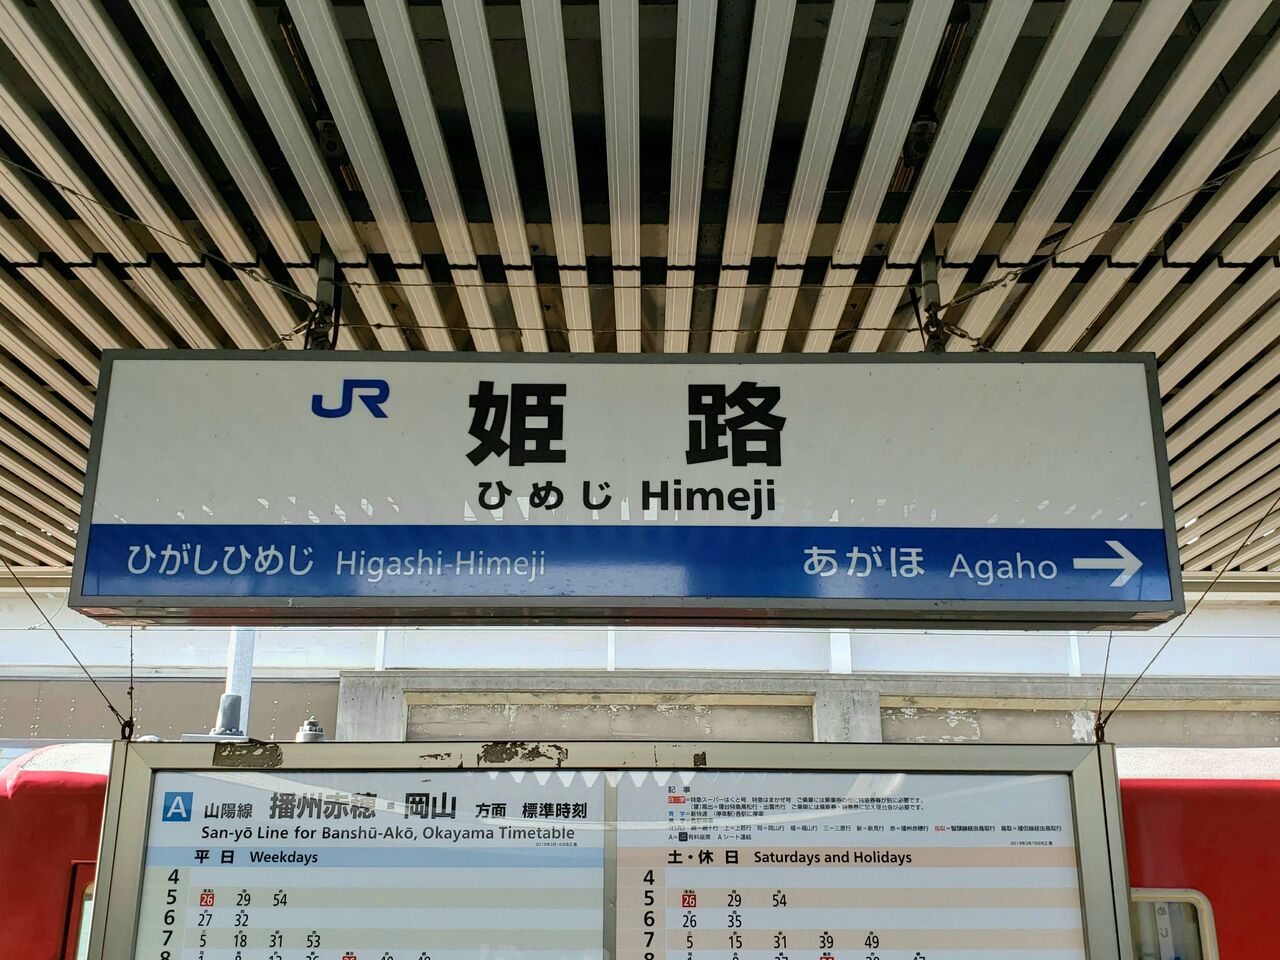 JR 姫路
ひめじ Himeji
ひがしひめじ Higashi-Himeji
あがほ Agaho →
A 山陽線 播州赤穂・岡山 方面 標準時刻
San-yō Line for Banshū-Akō, Okayama Timetable
平日 Weekdays
4
5 26 29 54
6 27 32
7 5 18 31 53
8
記事
土・休日 Saturdays and Holidays
4
5 26 29 54
6 26 35
7 5 15 31 39 49
8